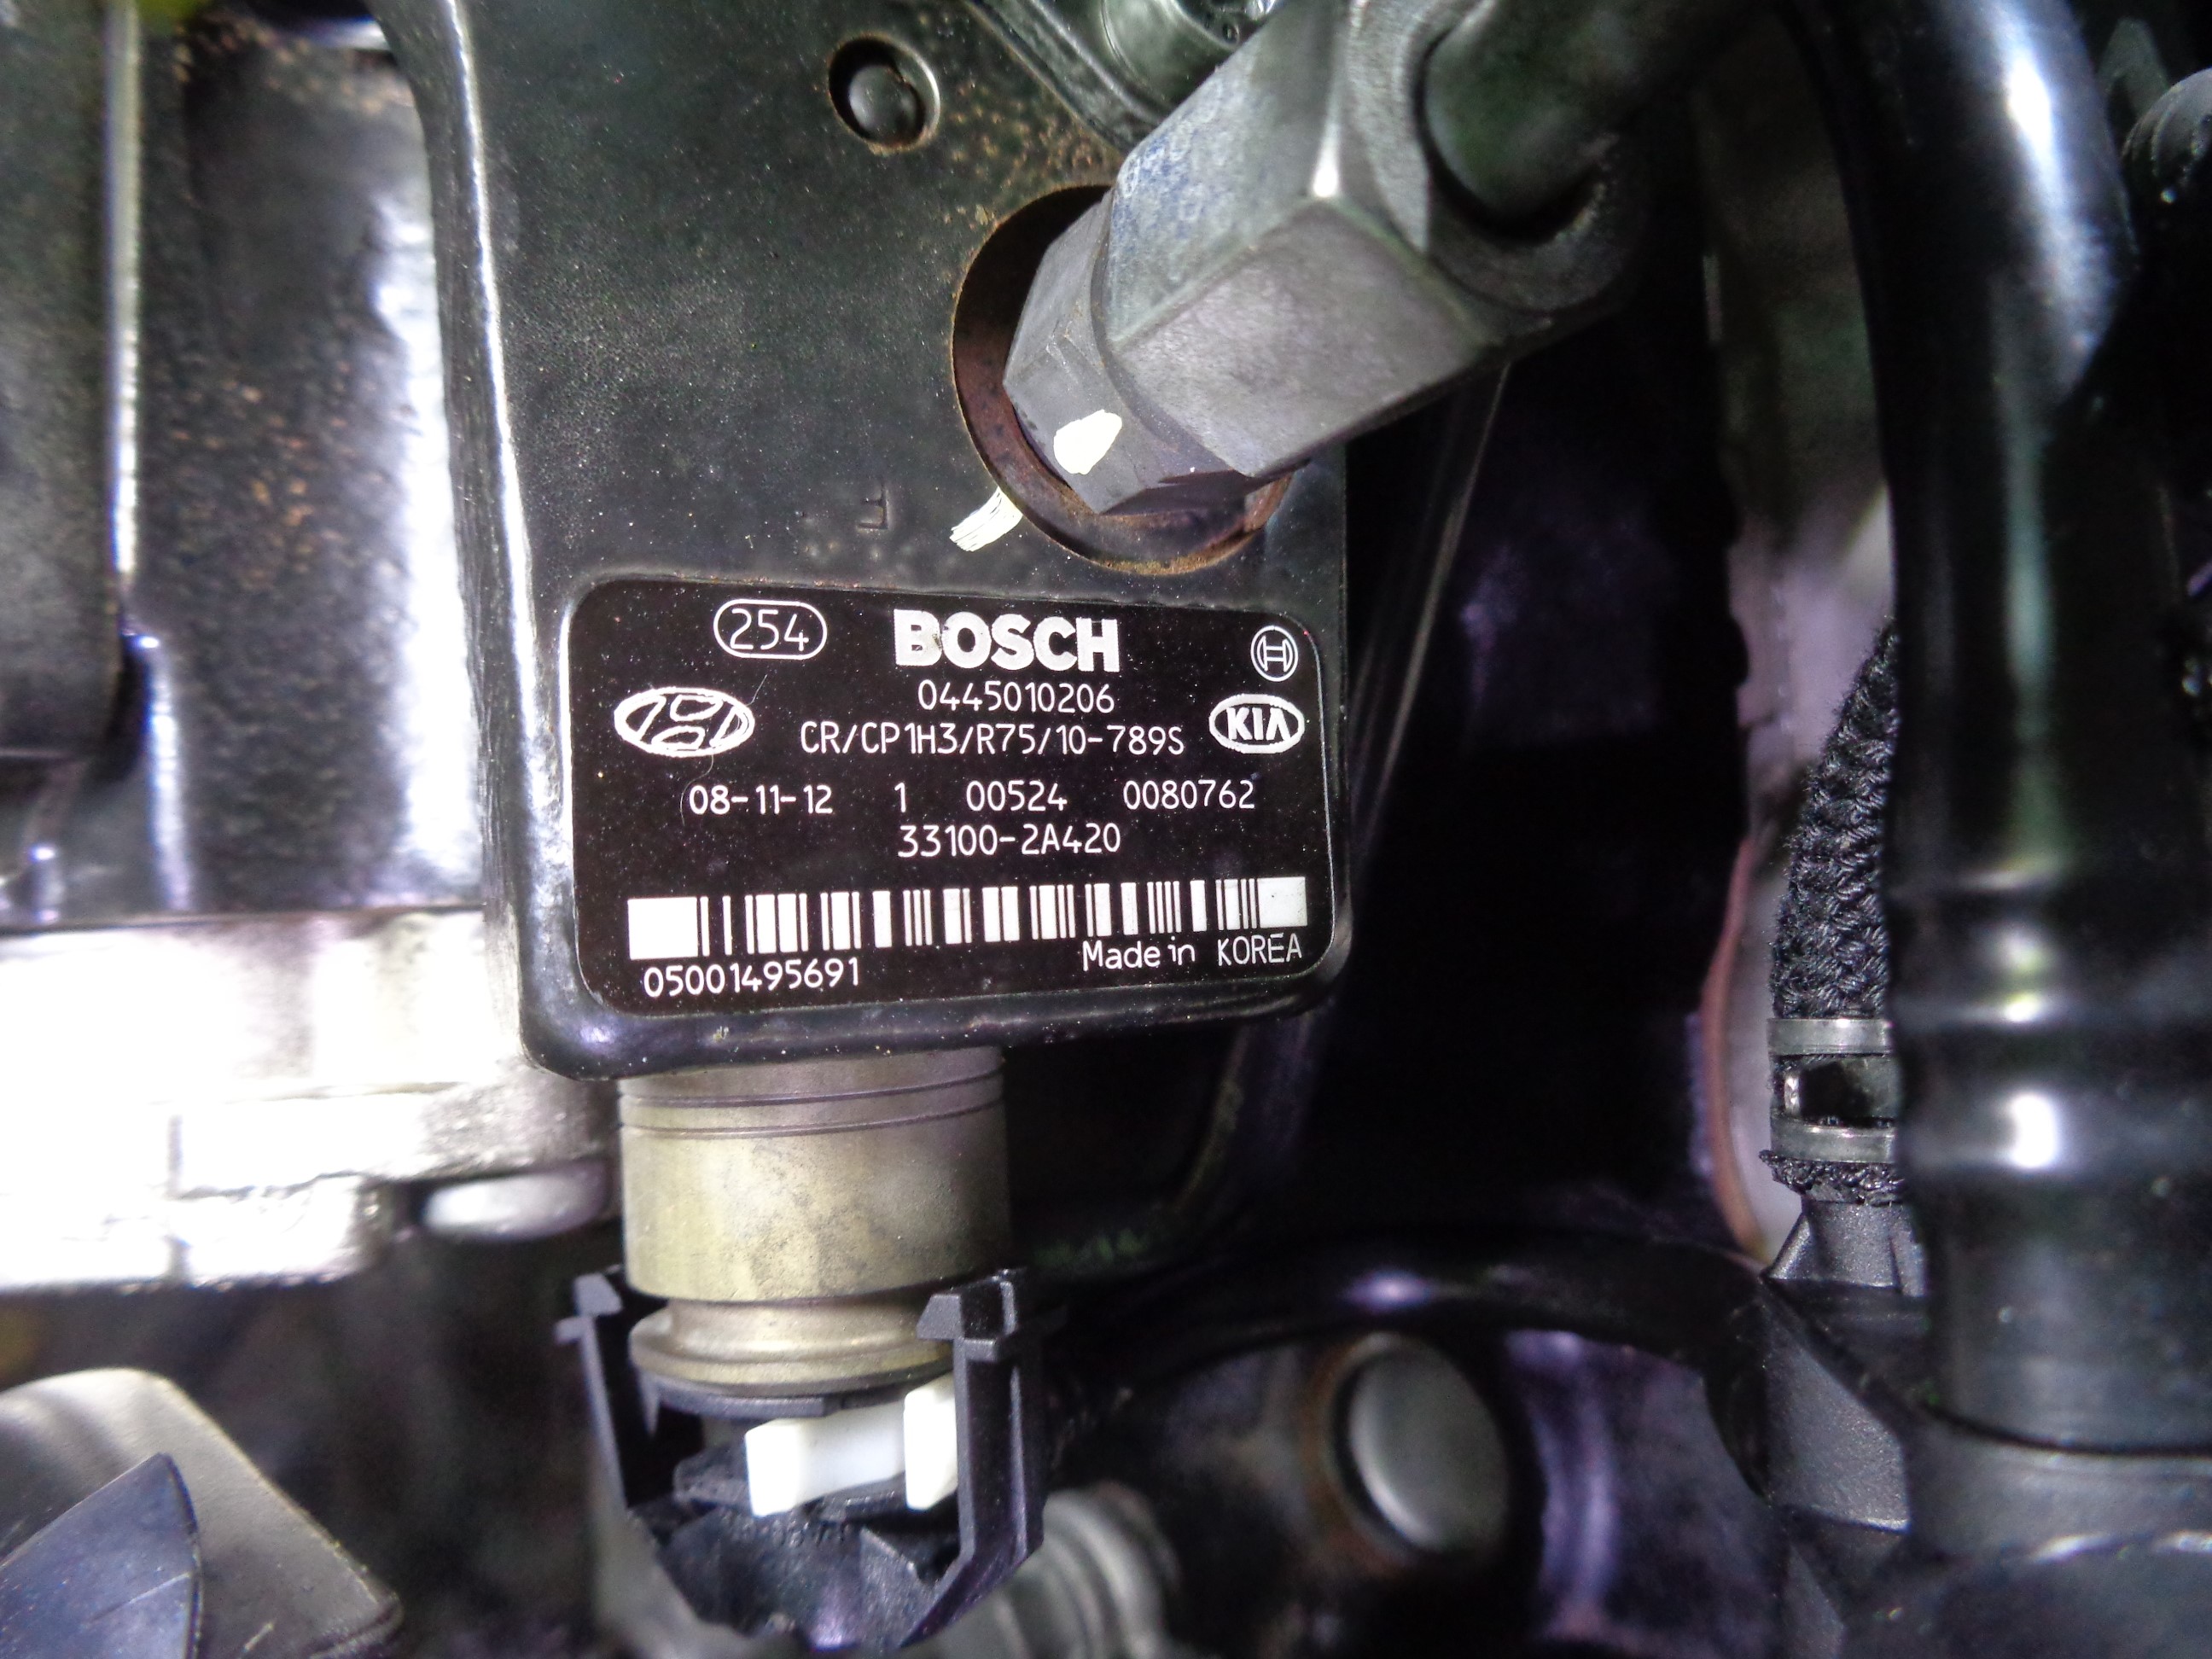 254 BOSCH
0445010206
CR/CP1H3/R75/10-789S KIA
08-11-12 1 00524 0080762
33100-2A420
05001495691 Made in KOREA